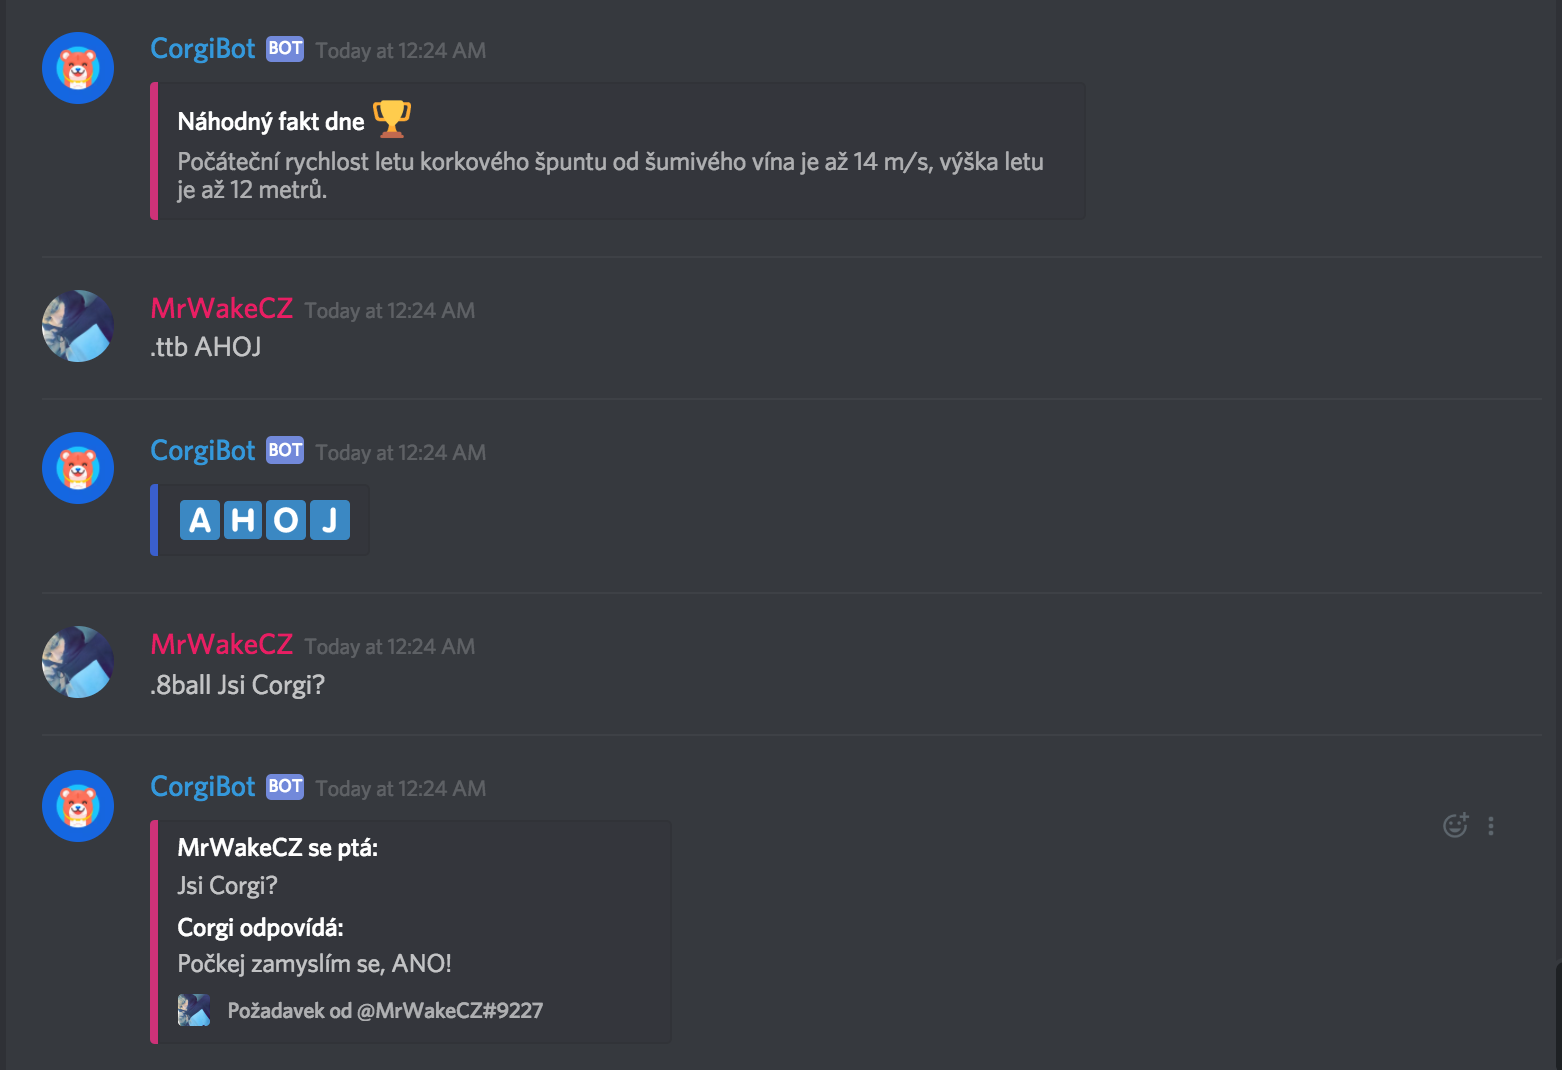 CorgiBot BOT Today at 12:24 AM
Náhodný fakt dne 🏆
Počáteční rychlost letu korkového špuntu od šumivého vína je až 14 m/s, výška letu
je až 12 metrů.
MrWakeCZ Today at 12:24 AM
.ttb AHOJ
CorgiBot BOT Today at 12:24 AM
A H O J
MrWakeCZ Today at 12:24 AM
.8ball Jsi Corgi?
CorgiBot BOT Today at 12:24 AM
MrWakeCZ se ptá:
Jsi Corgi?
Corgi odpovídá:
Počkej zamyslím se, ANO!
Požadavek od @MrWakeCZ#9227